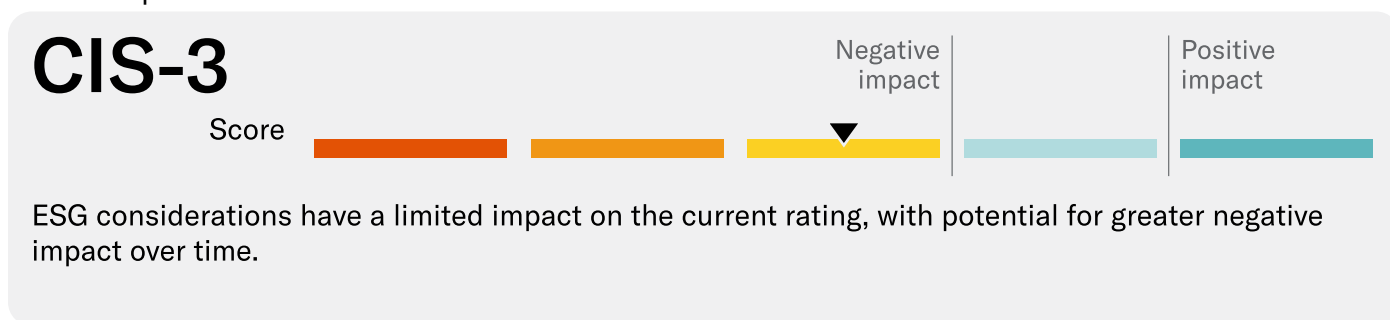 CIS-3
Negative
impact
Positive
impact
Score
ESG considerations have a limited impact on the current rating, with potential for greater negative
impact over time.